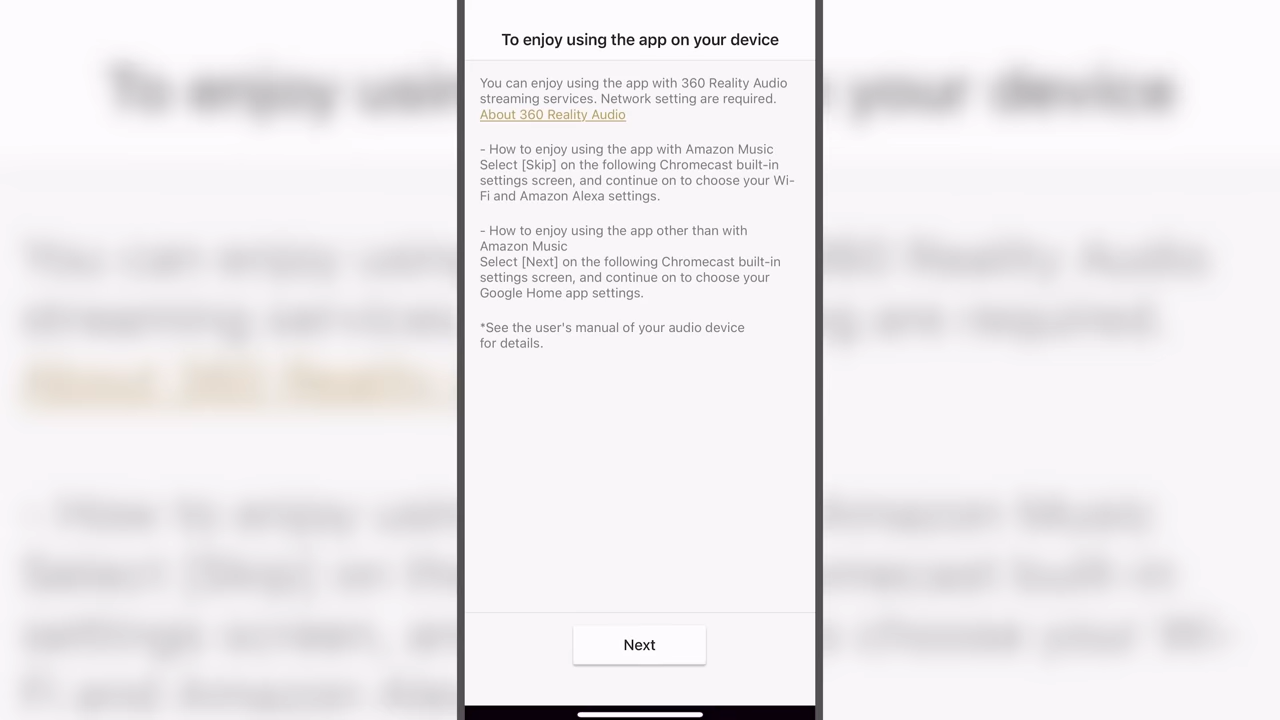 To enjoy using the app on your device
You can enjoy using the app with 360 Reality Audio
streaming services. Network setting are required.
About 360 Reality Audio
- How to enjoy using the app with Amazon Music
Select [Skip] on the following Chromecast built-in
settings screen, and continue on to choose your Wi-
Fi and Amazon Alexa settings.
- How to enjoy using the app other than with
Amazon Music
Select [Next] on the following Chromecast built-in
settings screen, and continue on to choose your
Google Home app settings.
*See the user's manual of your audio device
for details.
Next